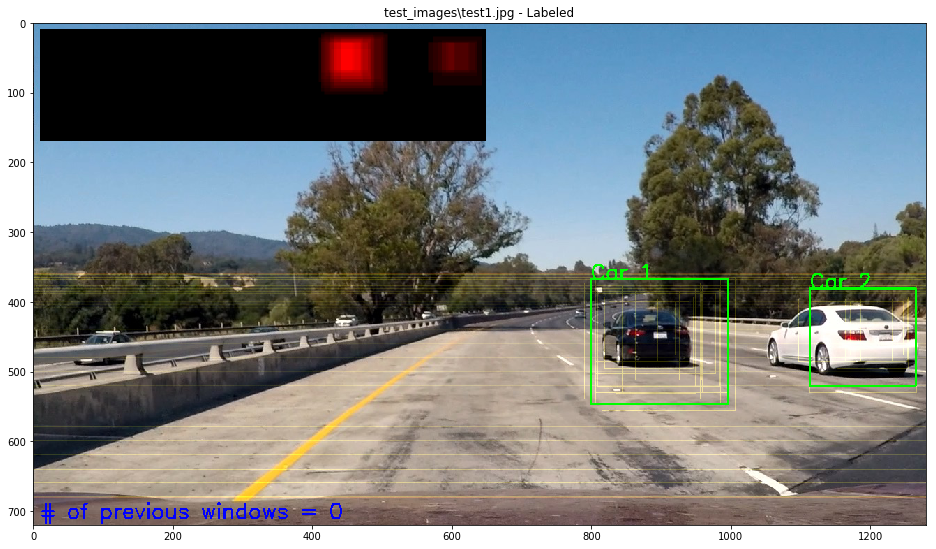 test_images\test1.jpg - Labeled
0
100
200
300
400
500
600
700
Car 1
Car 2
# of previous windows = 0
0 200 400 600 800 1000 1200